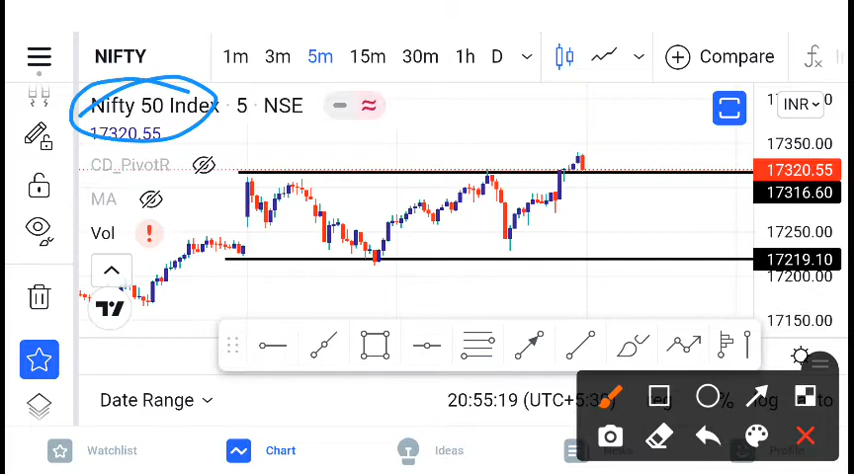 NIFTY 1m 3m 5m 15m 30m 1h D Compare
Nifty 50 Index · 5 · NSE INR
17320.55
CD_PivotR
MA
Vol
17350.00
17320.55
17316.60
17250.00
17219.10
17200.00
17150.00
Date Range 20:55:19 (UTC+5:30)
Watchlist Chart Ideas